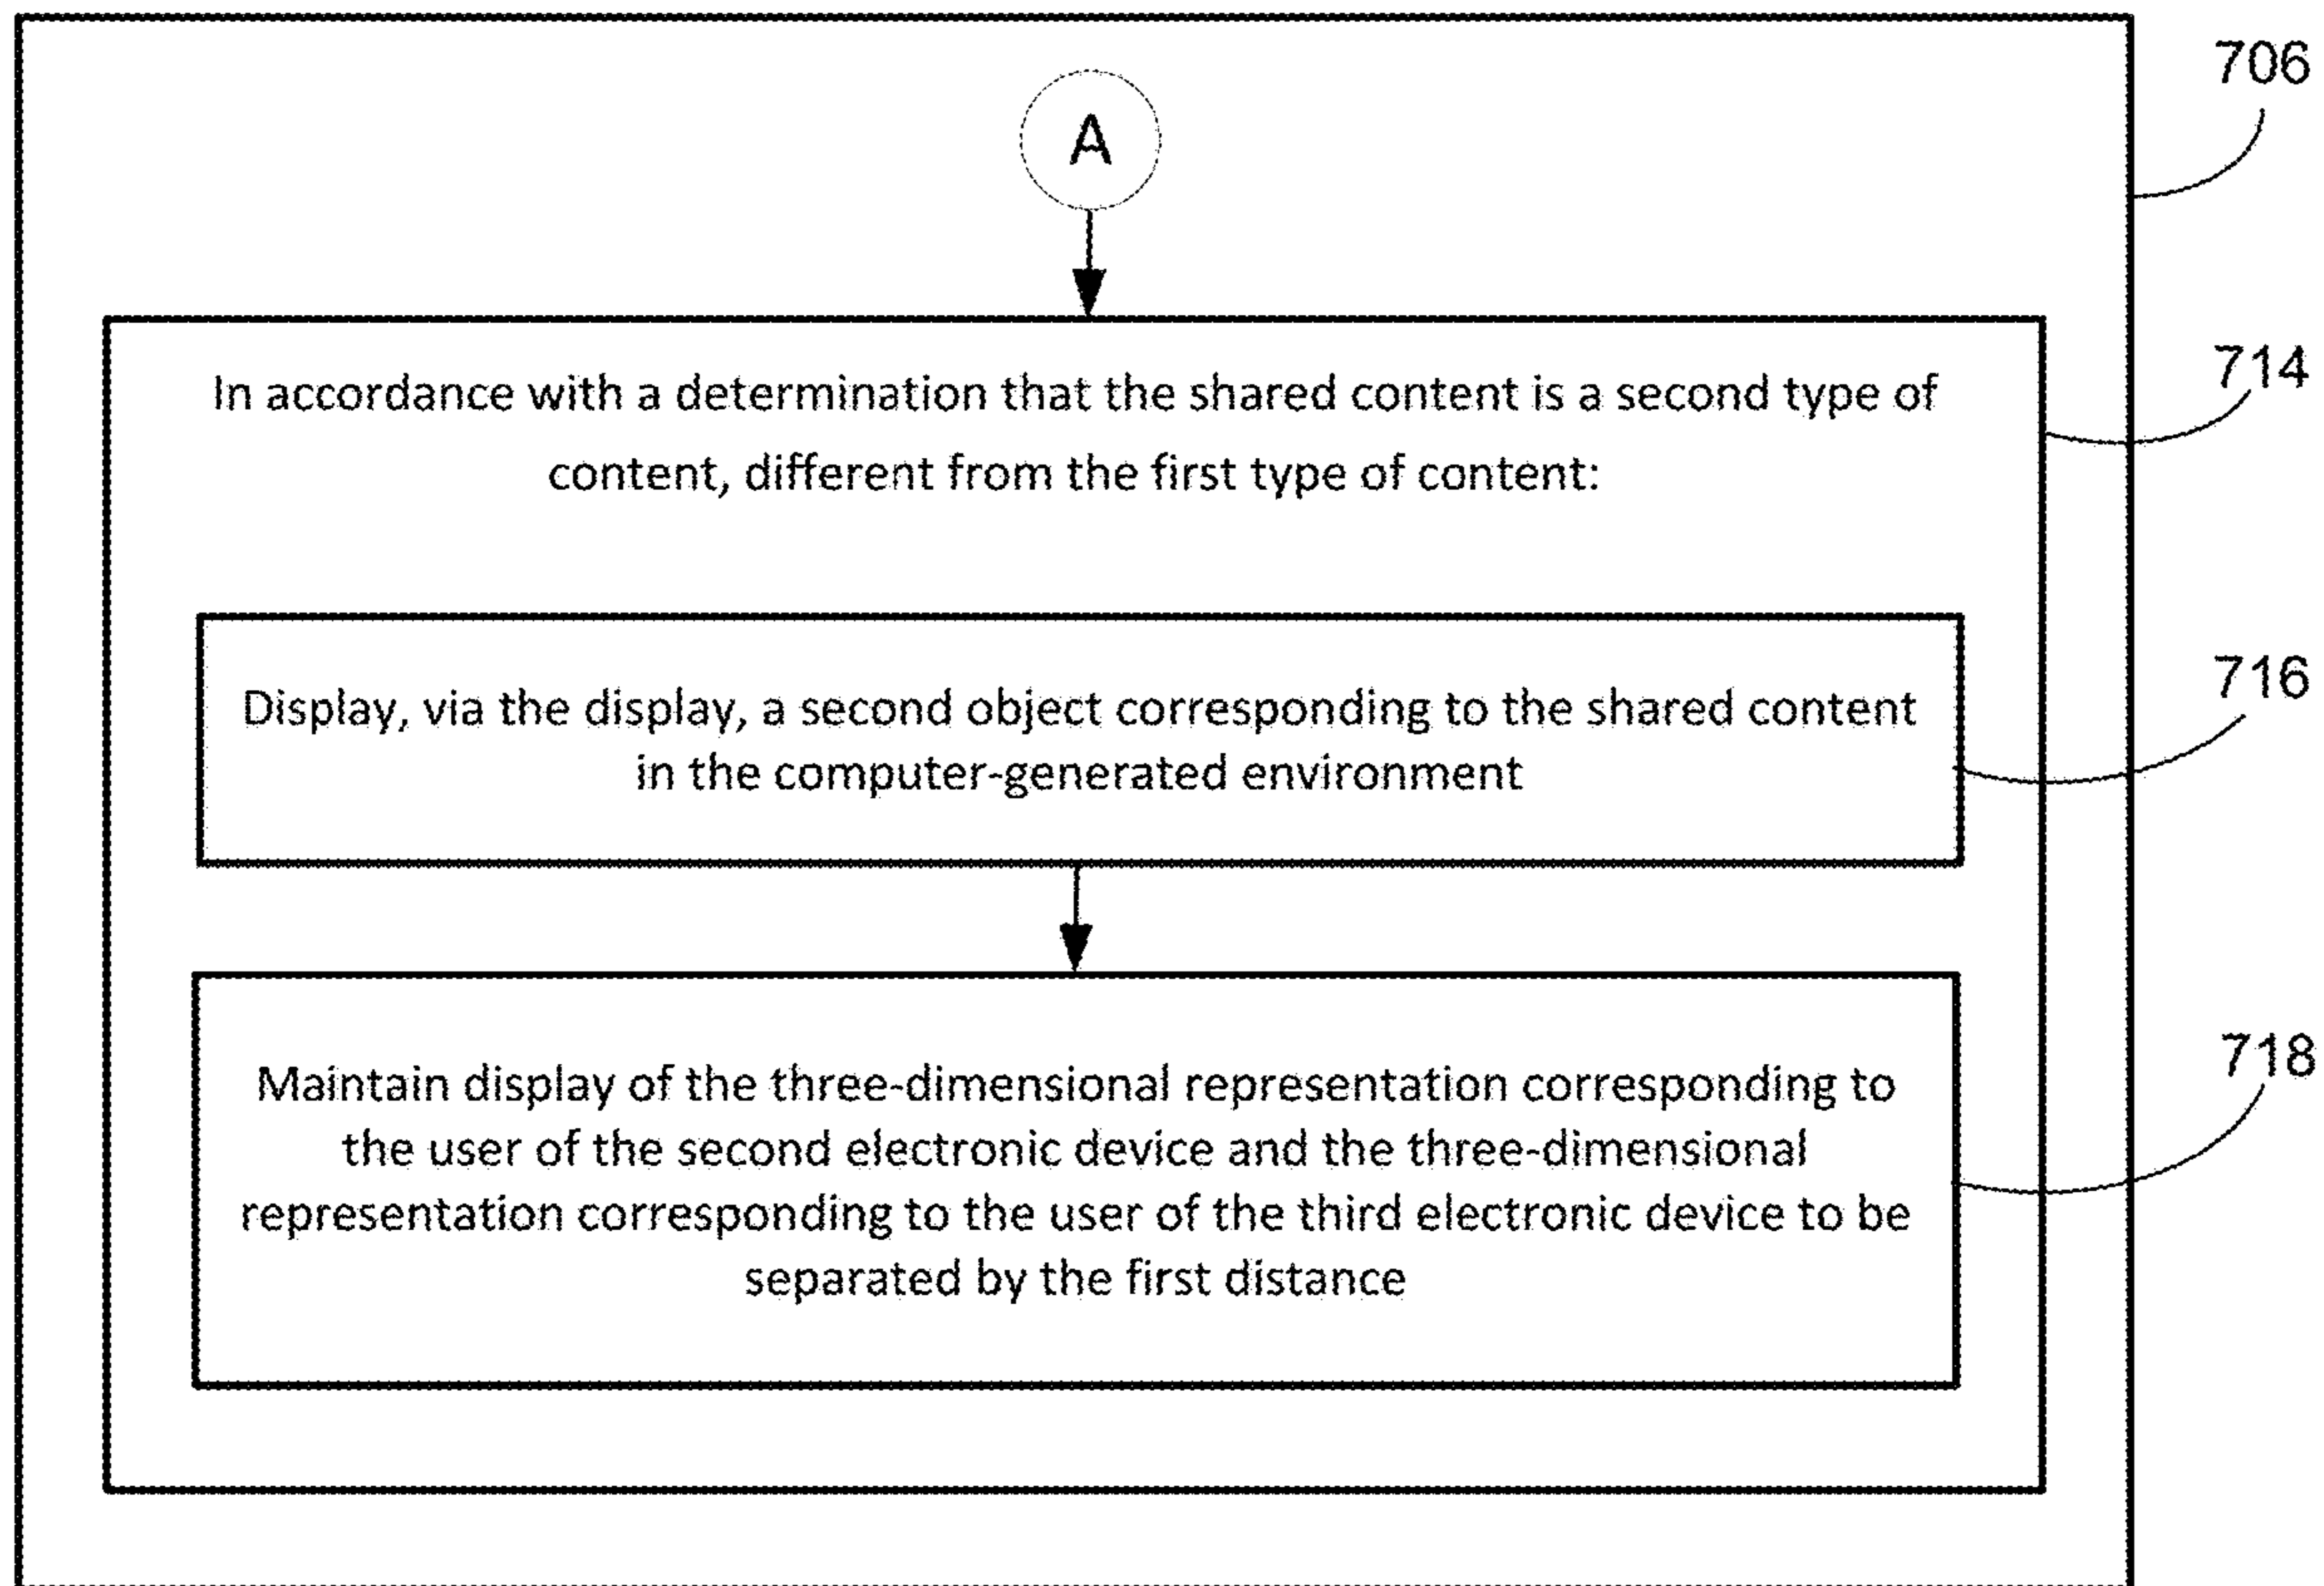 706
A
714
In accordance with a determination that the shared content is a second type of
content, different from the first type of content:
716
Display, via the display, a second object corresponding to the shared content
in the computer-generated environment
718
Maintain display of the three-dimensional representation corresponding to
the user of the second electronic device and the three-dimensional
representation corresponding to the user of the third electronic device to be
separated by the first distance